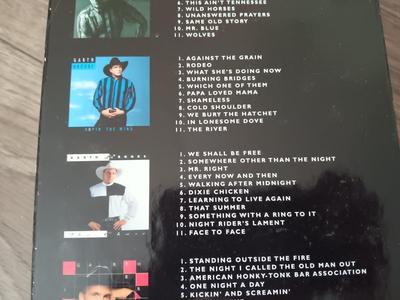 6. THIS AIN'T TENNESSEE
7. WILD HORSES
8. UNANSWERED PRAYERS
9. SAME OLD STORY
10. MR. BLUE
11. WOLVES
GARTH
BROOKS
ROPIN' THE WIND
1. AGAINST THE GRAIN
2. RODEO
3. WHAT SHE'S DOING NOW
4. BURNING BRIDGES
5. WHICH ONE OF THEM
6. PAPA LOVED MAMA
7. SHAMELESS
8. COLD SHOULDER
9. WE BURY THE HATCHET
10. IN LONESOME DOVE
11. THE RIVER
GARTH BROOKS
1. WE SHALL BE FREE
2. SOMEWHERE OTHER THAN THE NIGHT
3. MR. RIGHT
4. EVERY NOW AND THEN
5. WALKING AFTER MIDNIGHT
6. DIXIE CHICKEN
7. LEARNING TO LIVE AGAIN
8. THAT SUMMER
9. SOMETHING WITH A RING TO IT
10. NIGHT RIDER'S LAMENT
11. FACE TO FACE
GARTH
1. STANDING OUTSIDE THE FIRE
2. THE NIGHT I CALLED THE OLD MAN OUT
3. AMERICAN HONKY-TONK BAR ASSOCIATION
4. ONE NIGHT A DAY
5. KICKIN' AND SCREAMIN'